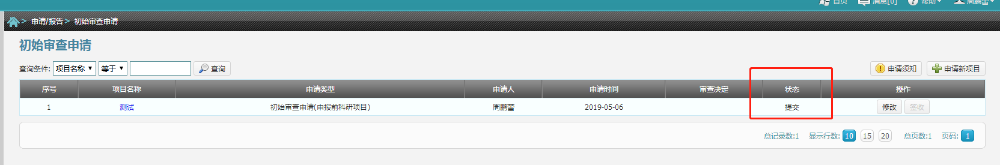 首页 消息[0] 帮助 周鹏蕾
> 申请/报告 > 初始审查申请
初始审查申请
查询条件: 项目名称 等于 查询 申请须知 申请新项目
序号 项目名称 申请类型 申请人 申请时间 审查决定 状态 操作
1 测试 初始审查申请(申报前科研项目) 周鹏蕾 2019-05-06 提交 修改 签收
总记录数:1 显示行数: 10 15 20 总页数:1 页码: 1